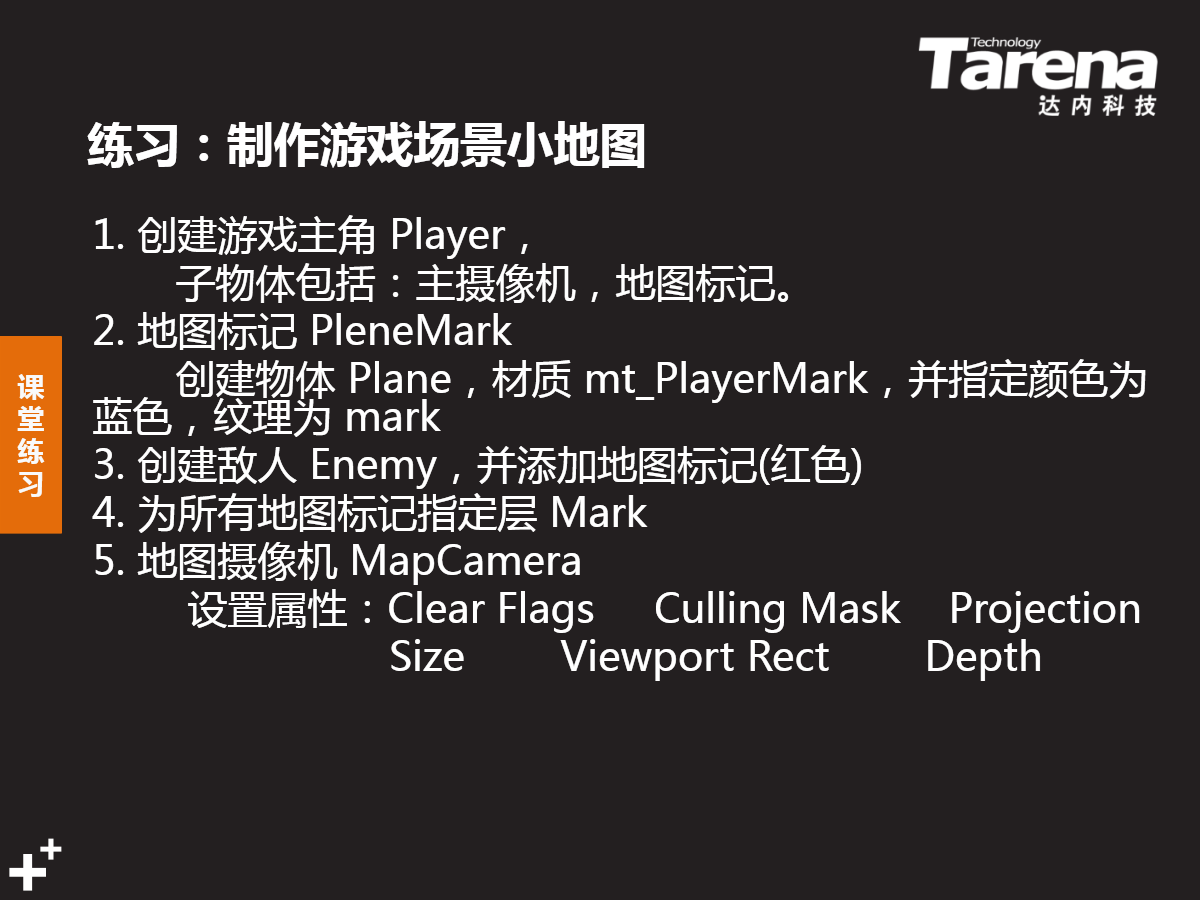 Technology
Tarena
达内科技
练习：制作游戏场景小地图
1. 创建游戏主角 Player，
子物体包括：主摄像机，地图标记。
2. 地图标记 PleneMark
创建物体 Plane，材质 mt_PlayerMark，并指定颜色为
蓝色，纹理为 mark
3. 创建敌人 Enemy，并添加地图标记(红色)
4. 为所有地图标记指定层 Mark
5. 地图摄像机 MapCamera
设置属性：Clear Flags Culling Mask Projection
Size Viewport Rect Depth
课堂练习